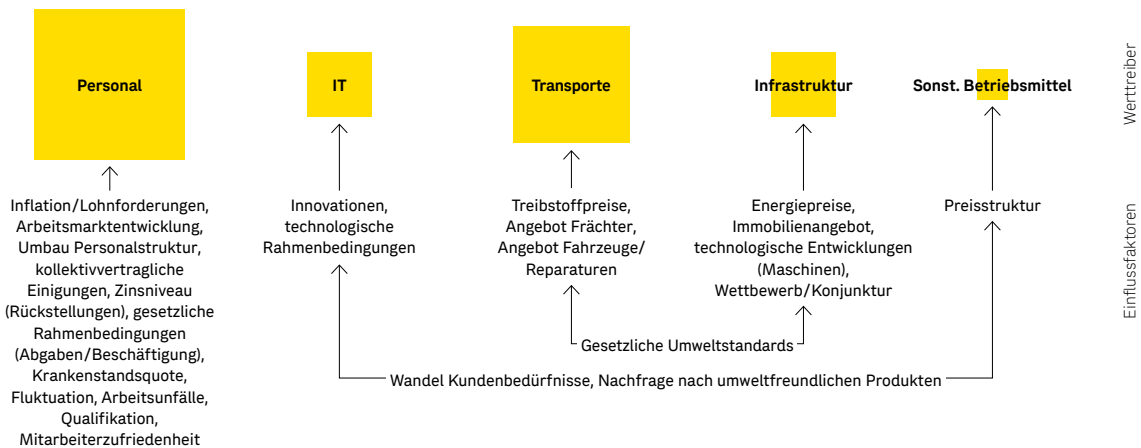 Personal
IT
Transporte
Infrastruktur
Sonst. Betriebsmittel
Werttreiber
Inflation/Lohnforderungen,
Arbeitsmarktentwicklung,
Umbau Personalstruktur,
kollektivvertragliche
Einigungen, Zinsniveau
(Rückstellungen), gesetzliche
Rahmenbedingungen
(Abgaben/Beschäftigung),
Krankenstandsquote,
Fluktuation, Arbeitsunfälle,
Qualifikation,
Mitarbeiterzufriedenheit
Innovationen,
technologische
Rahmenbedingungen
Treibstoffpreise,
Angebot Frächter,
Angebot Fahrzeuge/
Reparaturen
Energiepreise,
Immobilienangebot,
technologische Entwicklungen
(Maschinen),
Wettbewerb/Konjunktur
Preisstruktur
Einflussfaktoren
Gesetzliche Umweltstandards
Wandel Kundenbedürfnisse, Nachfrage nach umweltfreundlichen Produkten